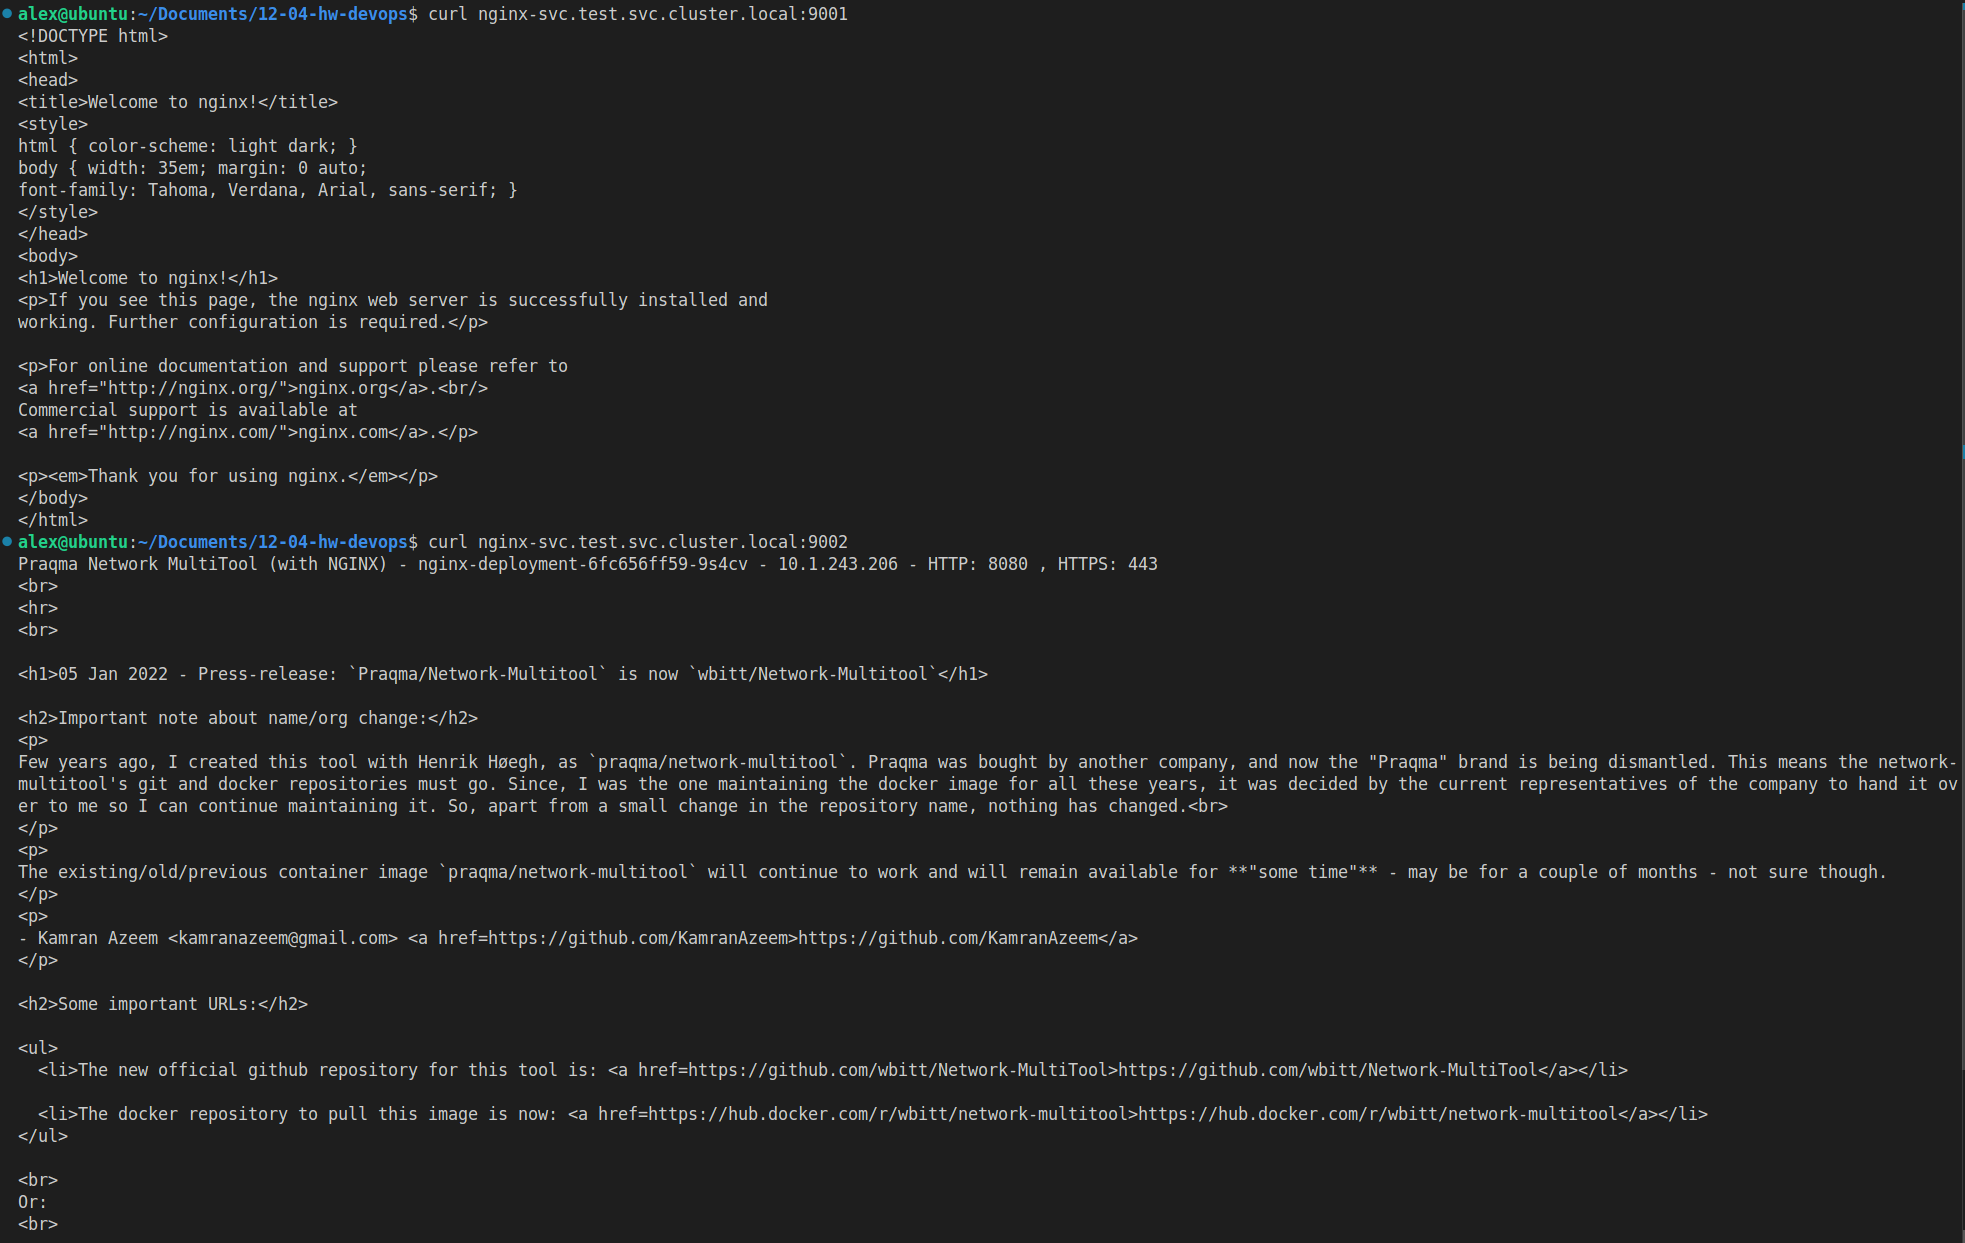 alex@ubuntu:~/Documents/12-04-hw-devops$ curl nginx-svc.test.svc.cluster.local:9001
<!DOCTYPE html>
<html>
<head>
<title>Welcome to nginx!</title>
<style>
html { color-scheme: light dark; }
body { width: 35em; margin: 0 auto;
font-family: Tahoma, Verdana, Arial, sans-serif; }
</style>
</head>
<body>
<h1>Welcome to nginx!</h1>
<p>If you see this page, the nginx web server is successfully installed and
working. Further configuration is required.</p>

<p>For online documentation and support please refer to
<a href="http://nginx.org/">nginx.org</a>.<br/>
Commercial support is available at
<a href="http://nginx.com/">nginx.com</a>.</p>

<p><em>Thank you for using nginx.</em></p>
</body>
</html>
alex@ubuntu:~/Documents/12-04-hw-devops$ curl nginx-svc.test.svc.cluster.local:9002
Praqma Network MultiTool (with NGINX) - nginx-deployment-6fc656ff59-9s4cv - 10.1.243.206 - HTTP: 8080 , HTTPS: 443
<br>
<hr>
<br>

<h1>05 Jan 2022 - Press-release: `Praqma/Network-Multitool` is now `wbitt/Network-Multitool`</h1>

<h2>Important note about name/org change:</h2>
<p>
Few years ago, I created this tool with Henrik Høegh, as `praqma/network-multitool`. Praqma was bought by another company, and now the "Praqma" brand is being dismantled. This means the network-
multitool's git and docker repositories must go. Since, I was the one maintaining the docker image for all these years, it was decided by the current representatives of the company to hand it ov
er to me so I can continue maintaining it. So, apart from a small change in the repository name, nothing has changed.<br>
</p>
<p>
The existing/old/previous container image `praqma/network-multitool` will continue to work and will remain available for **"some time"** - may be for a couple of months - not sure though.
</p>
<p>
- Kamran Azeem <kamranazeem@gmail.com> <a href=https://github.com/KamranAzeem>https://github.com/KamranAzeem</a>
</p>

<h2>Some important URLs:</h2>

<ul>
  <li>The new official github repository for this tool is: <a href=https://github.com/wbitt/Network-MultiTool>https://github.com/wbitt/Network-MultiTool</a></li>

  <li>The docker repository to pull this image is now: <a href=https://hub.docker.com/r/wbitt/network-multitool>https://hub.docker.com/r/wbitt/network-multitool</a></li>
</ul>

<br>
Or:
<br>